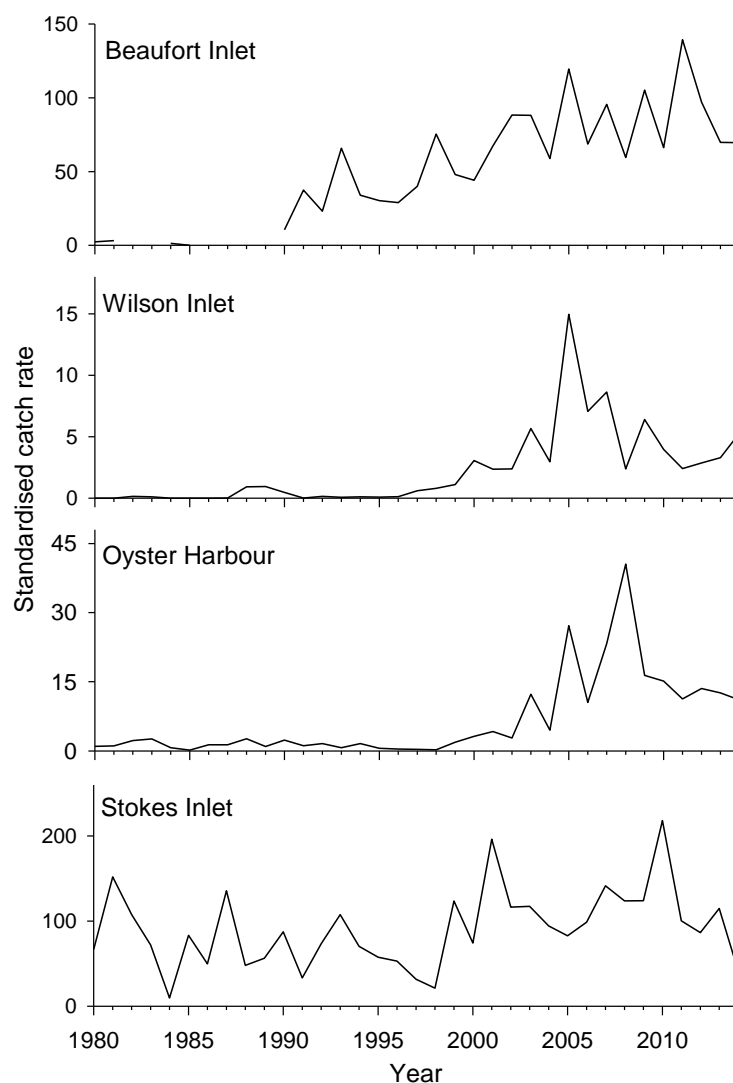 Standardised catch rate
Beaufort Inlet
150
100
50
0
Wilson Inlet
15
10
5
0
Oyster Harbour
45
30
15
0
Stokes Inlet
200
100
0
1980 1985 1990 1995 2000 2005 2010
Year